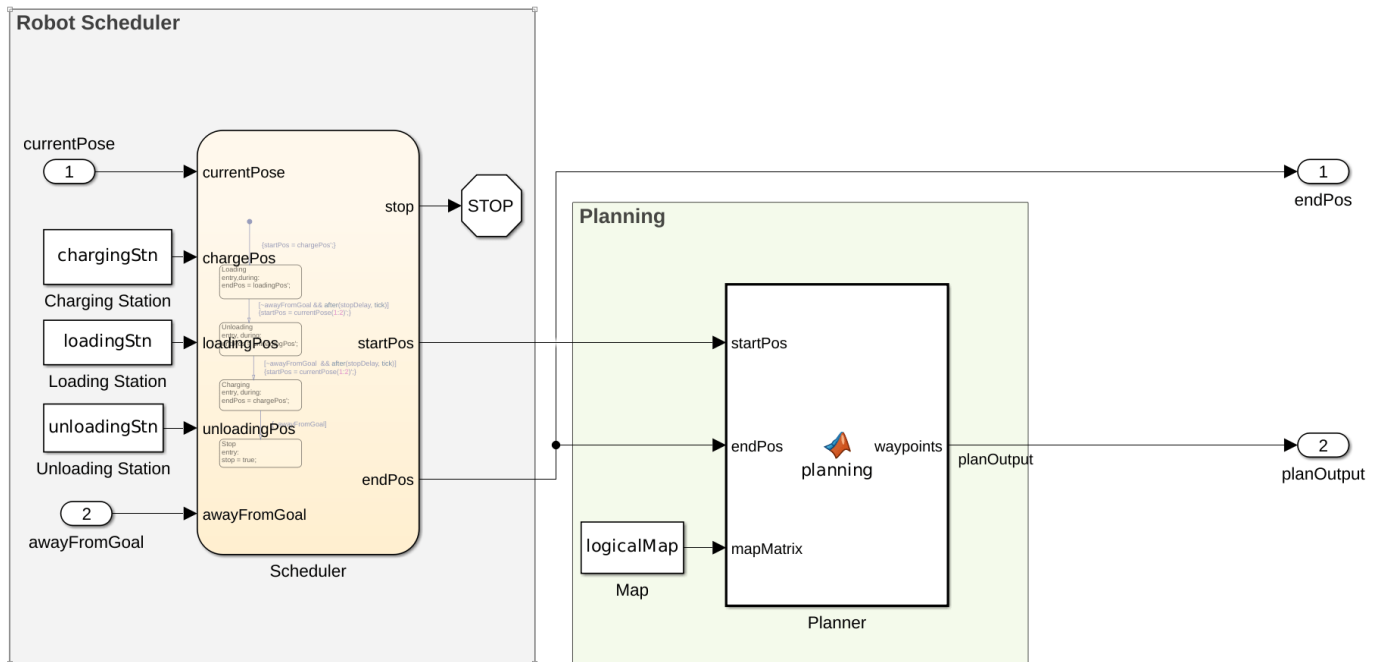 Robot Scheduler
currentPose
1
currentPose
stop
STOP
{startPos = chargePos';}
chargingStn
chargePos
Charging Station
Loading
entry,during:
endPos = loadingPos';
[~awayFromGoal && after(stopDelay, tick)]
{startPos = currentPose(1:2)';}
loadingStn
loadingPos
Loading Station
Unloading
entry, during:
startPos
[~awayFromGoal && after(stopDelay, tick)]
{startPos = currentPose(1:2)';}
Charging
entry, during:
endPos = chargePos';
unloadingStn
unloadingPos
Unloading Station
Stop
entry:
stop = true;
endPos
2
awayFromGoal
awayFromGoal
Scheduler
Planning
startPos
endPos
planning
waypoints
planOutput
logicalMap
mapMatrix
Map
Planner
1
endPos
2
planOutput